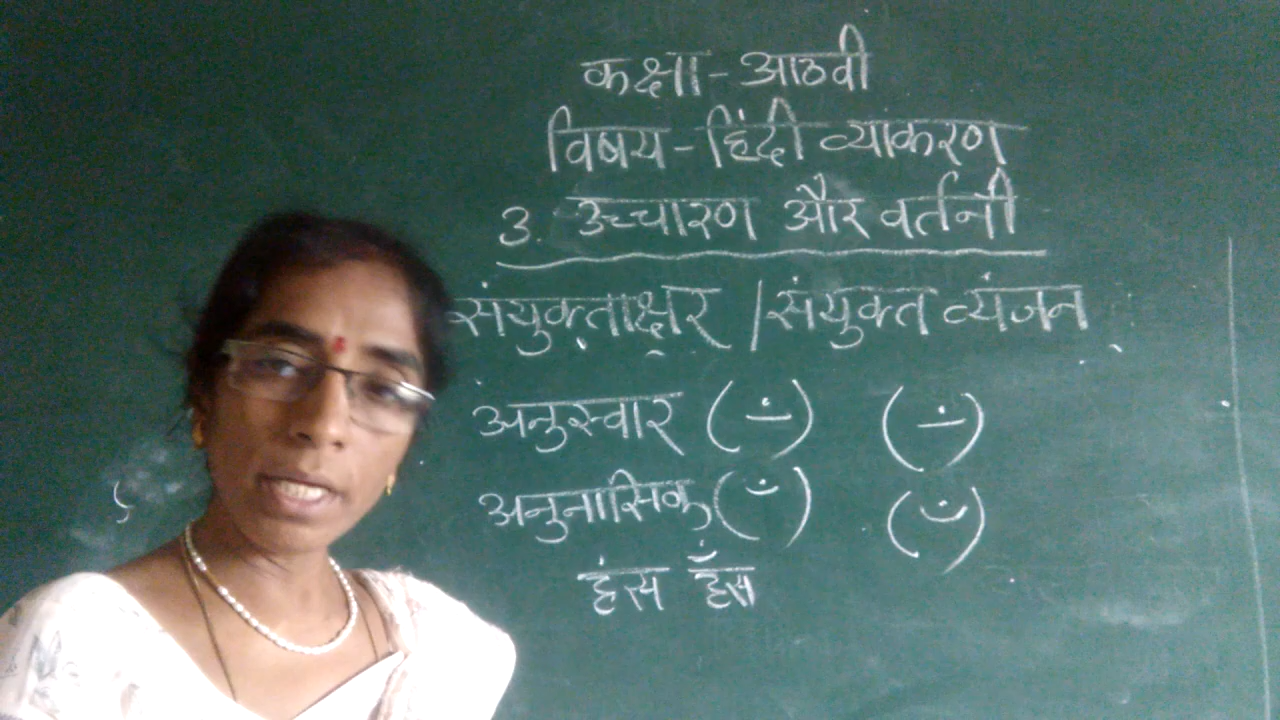 कक्षा - आठवी
विषय - हिंदी व्याकरण
3. उच्चारण और वर्तनी
संयुक्ताक्षर / संयुक्त व्यंजन
अनुस्वार ( ∸ ) ( ∸ )
अनुनासिक ( ँ ) ( ँ )
हंस हँस